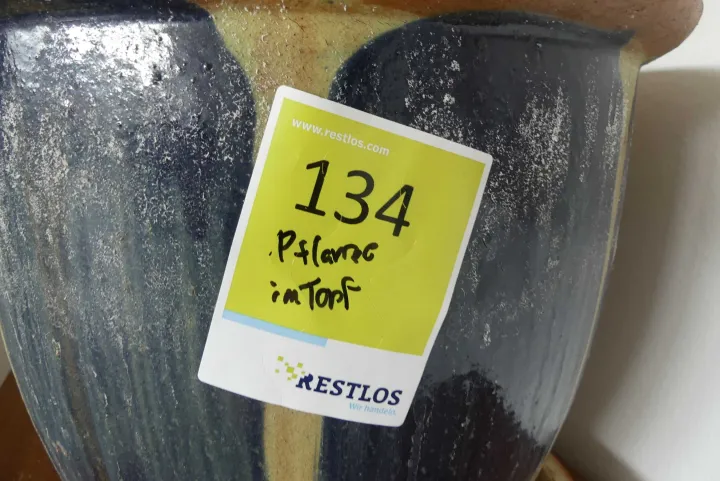 www.restlos.com
134
Pflanze
im Topf
RESTLOS
Wir handeln.